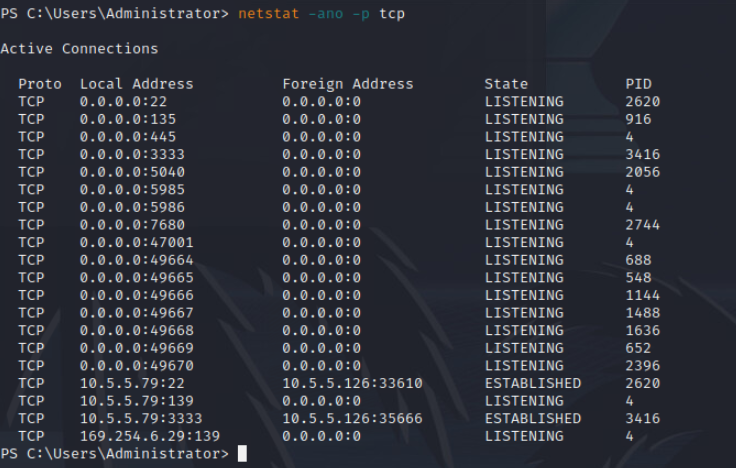 PS C:\Users\Administrator> netstat -ano -p tcp
Active Connections
Proto Local Address Foreign Address State PID
TCP 0.0.0.0:22 0.0.0.0:0 LISTENING 2620
TCP 0.0.0.0:135 0.0.0.0:0 LISTENING 916
TCP 0.0.0.0:445 0.0.0.0:0 LISTENING 4
TCP 0.0.0.0:3333 0.0.0.0:0 LISTENING 3416
TCP 0.0.0.0:5040 0.0.0.0:0 LISTENING 2056
TCP 0.0.0.0:5985 0.0.0.0:0 LISTENING 4
TCP 0.0.0.0:5986 0.0.0.0:0 LISTENING 4
TCP 0.0.0.0:7680 0.0.0.0:0 LISTENING 2744
TCP 0.0.0.0:47001 0.0.0.0:0 LISTENING 4
TCP 0.0.0.0:49664 0.0.0.0:0 LISTENING 688
TCP 0.0.0.0:49665 0.0.0.0:0 LISTENING 548
TCP 0.0.0.0:49666 0.0.0.0:0 LISTENING 1144
TCP 0.0.0.0:49667 0.0.0.0:0 LISTENING 1488
TCP 0.0.0.0:49668 0.0.0.0:0 LISTENING 1636
TCP 0.0.0.0:49669 0.0.0.0:0 LISTENING 652
TCP 0.0.0.0:49670 0.0.0.0:0 LISTENING 2396
TCP 10.5.5.79:22 10.5.5.126:33610 ESTABLISHED 2620
TCP 10.5.5.79:139 0.0.0.0:0 LISTENING 4
TCP 10.5.5.79:3333 10.5.5.126:35666 ESTABLISHED 3416
TCP 169.254.6.29:139 0.0.0.0:0 LISTENING 4
PS C:\Users\Administrator>